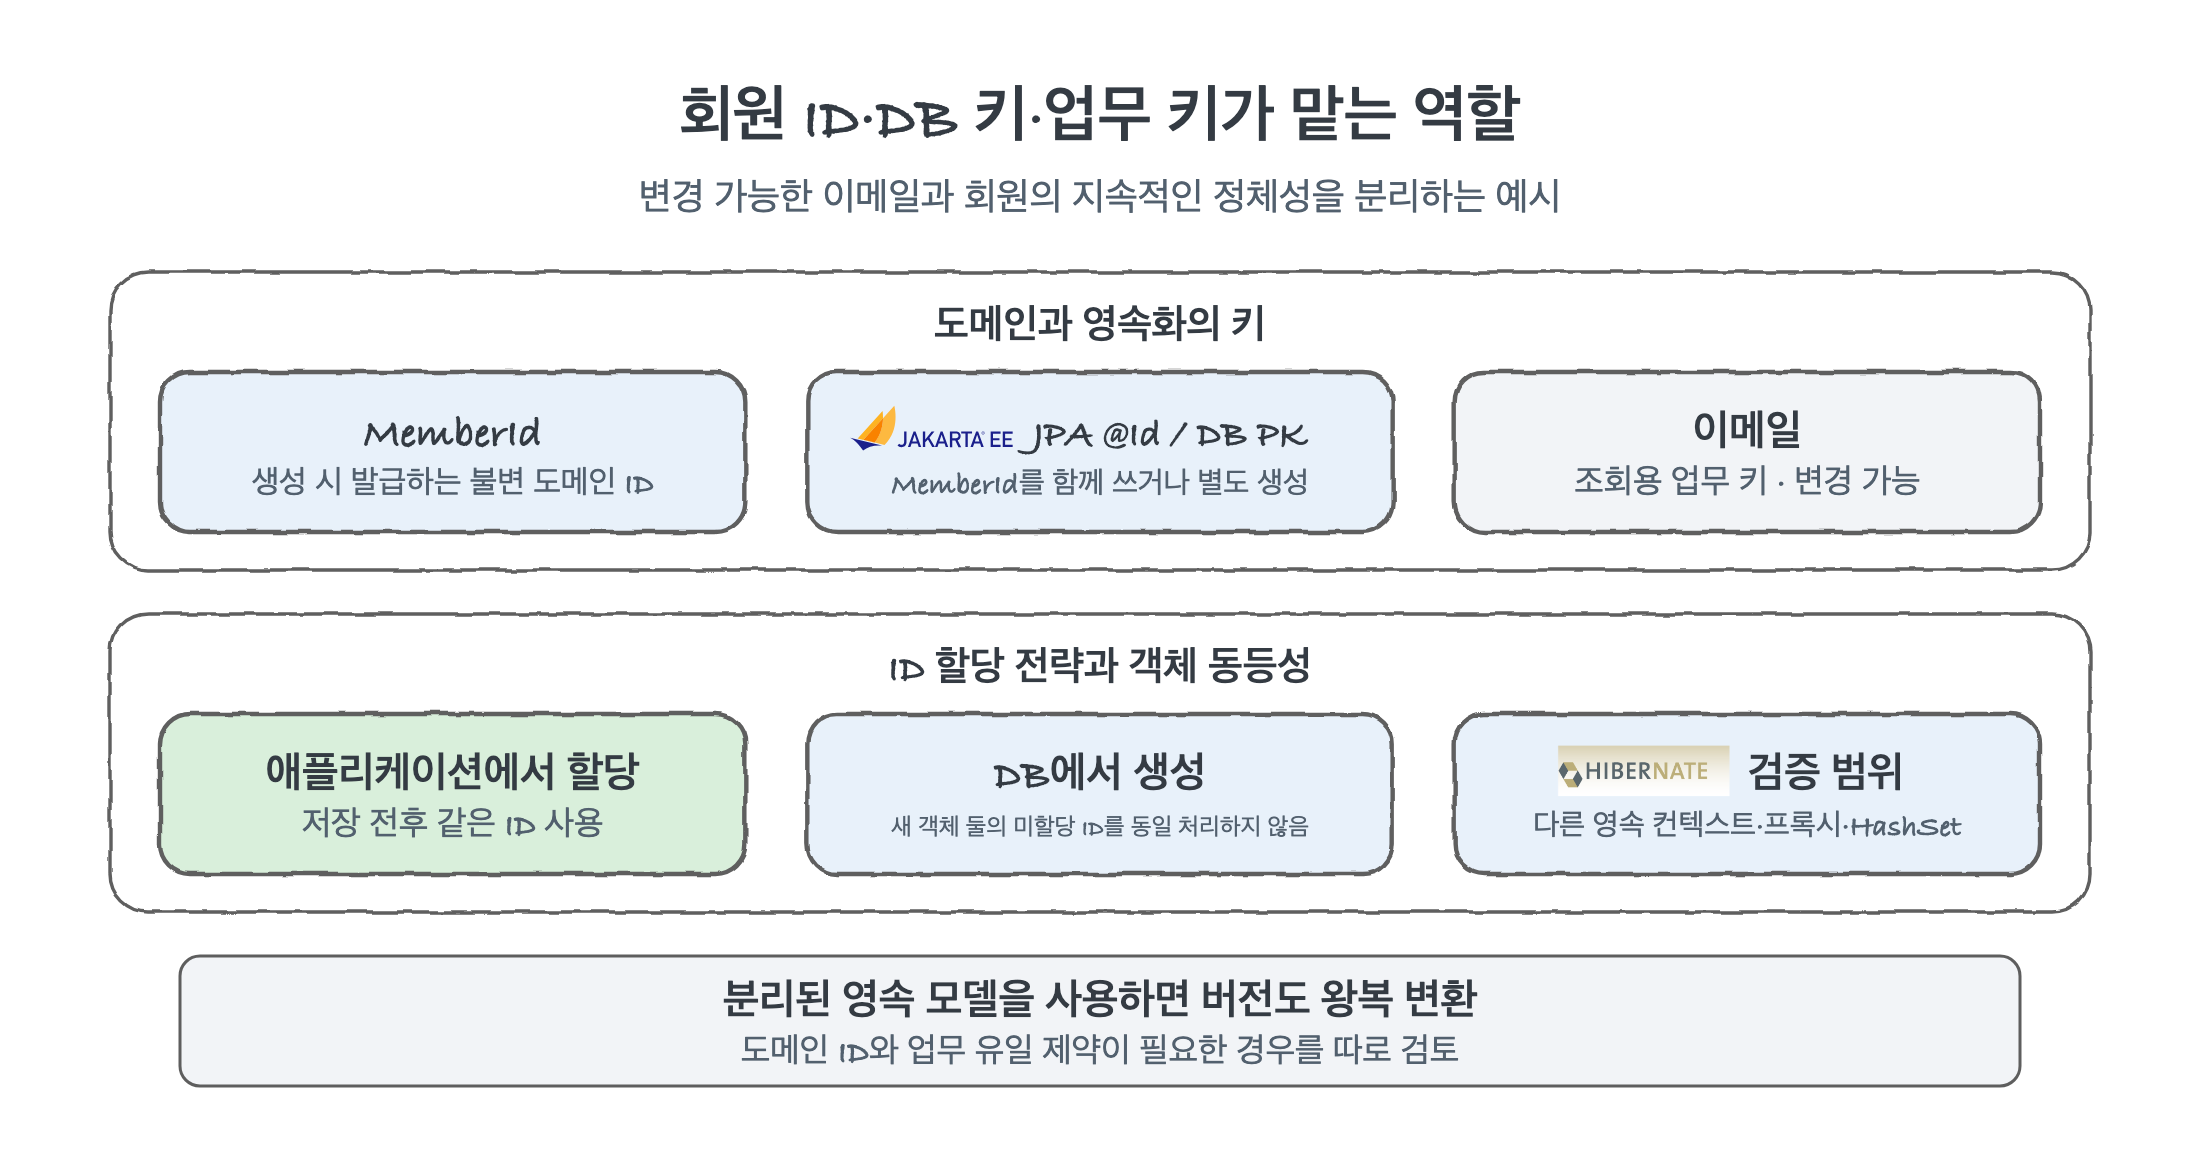 회원 ID·DB 키·업무 키가 맡는 역할
변경 가능한 이메일과 회원의 지속적인 정체성을 분리하는 예시
도메인과 영속화의 키
MemberId
생성 시 발급하는 불변 도메인 ID
JAKARTA EE JPA @Id / DB PK
MemberId를 함께 쓰거나 별도 생성
이메일
조회용 업무 키 · 변경 가능
ID 할당 전략과 객체 동등성
애플리케이션에서 할당
저장 전후 같은 ID 사용
DB에서 생성
새 객체 둘의 미할당 ID를 동일 처리하지 않음
HIBERNATE 검증 범위
다른 영속 컨텍스트·프록시·HashSet
분리된 영속 모델을 사용하면 버전도 왕복 변환
도메인 ID와 업무 유일 제약이 필요한 경우를 따로 검토